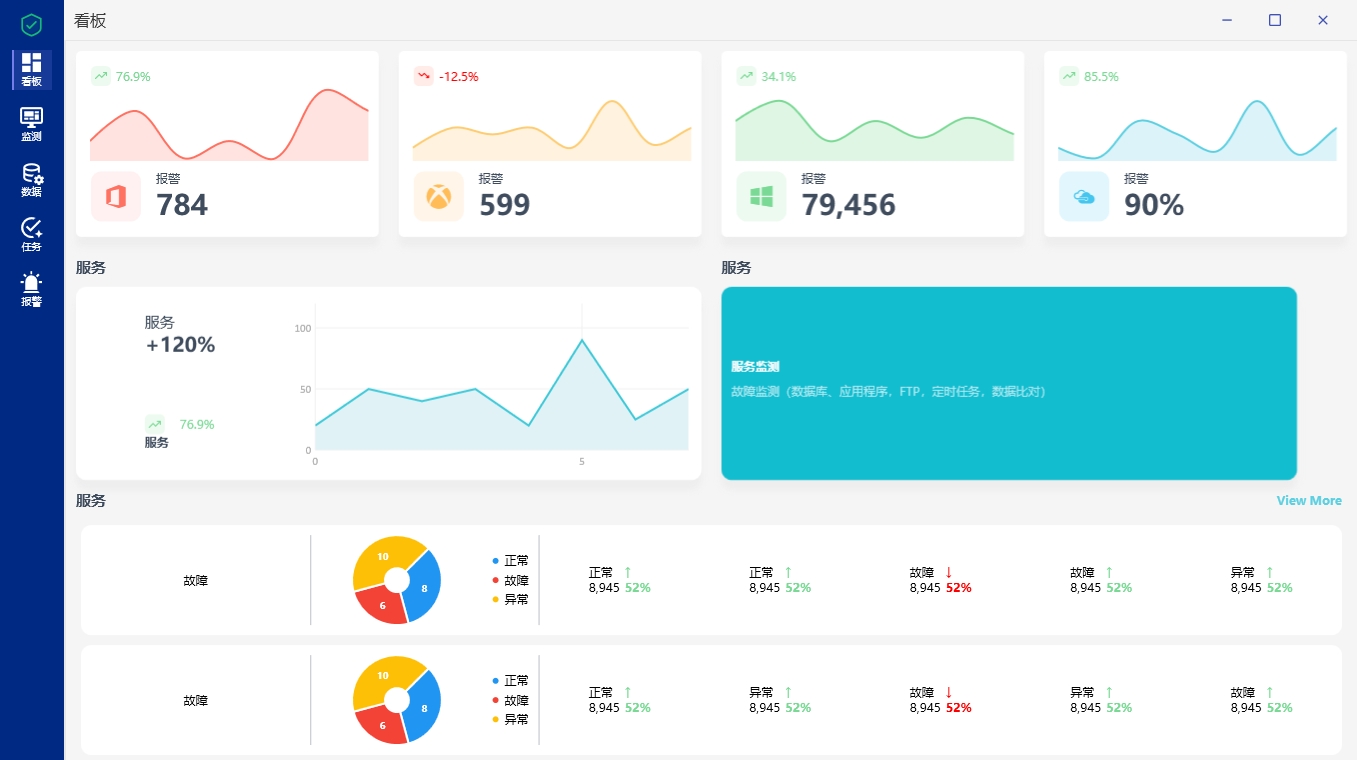 看板
看板
监测
数据
任务
报警
76.9%
报警
784
-12.5%
报警
599
34.1%
报警
79,456
85.5%
报警
90%
服务
服务
+120%
76.9%
服务
100
50
0
0
5
服务
服务监测
故障监测（数据库、应用程序，FTP，定时任务，数据比对）
服务
View More
故障
10
8
6
正常
故障
异常
正常 ↑
8,945 52%
正常 ↑
8,945 52%
故障 ↓
8,945 52%
故障 ↑
8,945 52%
异常 ↑
8,945 52%
故障
10
8
6
正常
故障
异常
正常 ↑
8,945 52%
异常 ↑
8,945 52%
故障 ↓
8,945 52%
异常 ↑
8,945 52%
故障 ↑
8,945 52%